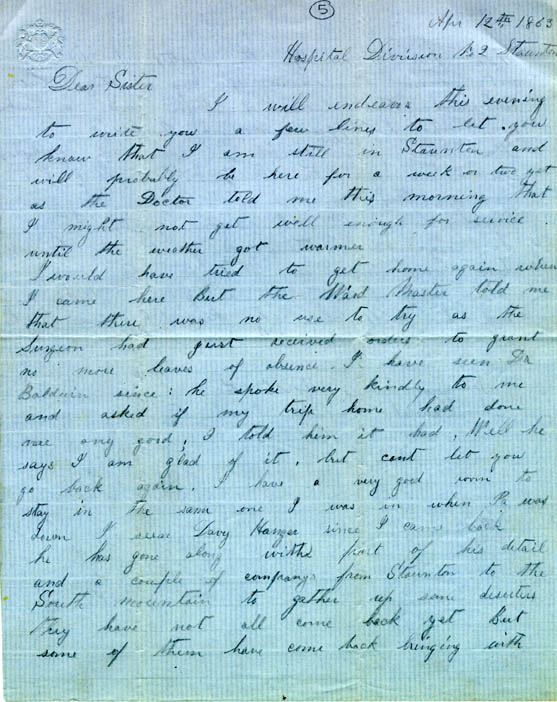 5
Apr 12th, 1863
Hospital Division No 2 Staunton
Dear Sister
I will endeavor this evening
to write you a few lines to let you
know that I am still in Staunton and
will probably be here for a week or two yet
as the Doctor told me this morning that
I might not get well enough for service
until the weather got warmer
I would have tried to get home again when
I came here But the Ward Master told me
that there was no use to try as the
Surgeon had just received orders to grant
no more leaves of absence. I have seen Dr
Baldwin since: he spoke very kindly to me
and asked if my trip home had done
me any good, I told him it had, Well he
says I am glad of it, but cant let you
go back again. I have a very good room to
stay in the same one I was in when Pa was
down I seen Davy Hanger since I came back
he has gone along with part of his detail
and a couple of companys from Staunton to the
South mountain to gather up some deserters
they have not all come back yet But
some of them have come back bringing with